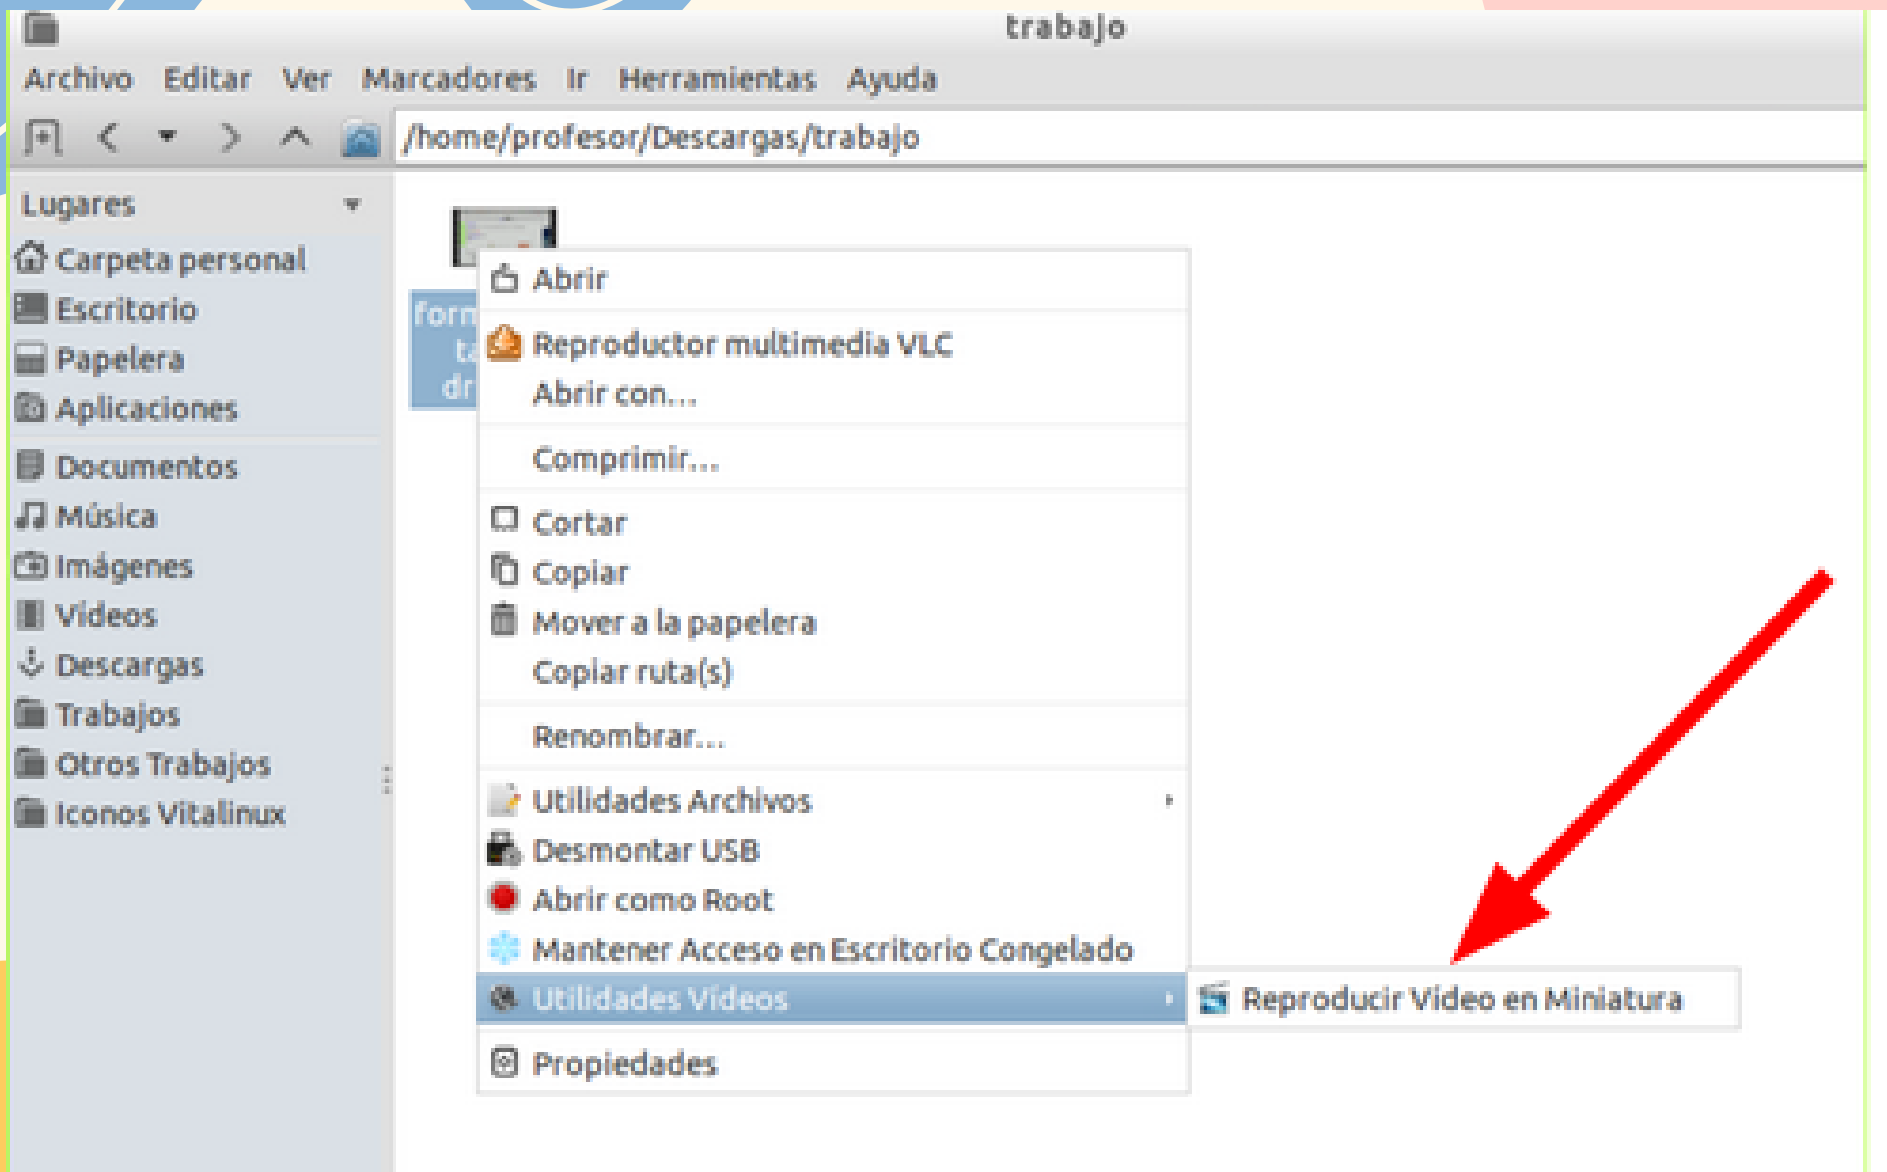 trabajo
Archivo Editar Ver Marcadores Ir Herramientas Ayuda
/home/profesor/Descargas/trabajo
Lugares
Carpeta personal
Escritorio
Papelera
Aplicaciones
Documentos
Música
Imágenes
Vídeos
Descargas
Trabajos
Otros Trabajos
Iconos Vitalinux
Abrir
Reproductor multimedia VLC
Abrir con...
Comprimir...
Cortar
Copiar
Mover a la papelera
Copiar ruta(s)
Renombrar...
Utilidades Archivos
Desmontar USB
Abrir como Root
Mantener Acceso en Escritorio Congelado
Utilidades Vídeos
Reproducir Vídeo en Miniatura
Propiedades